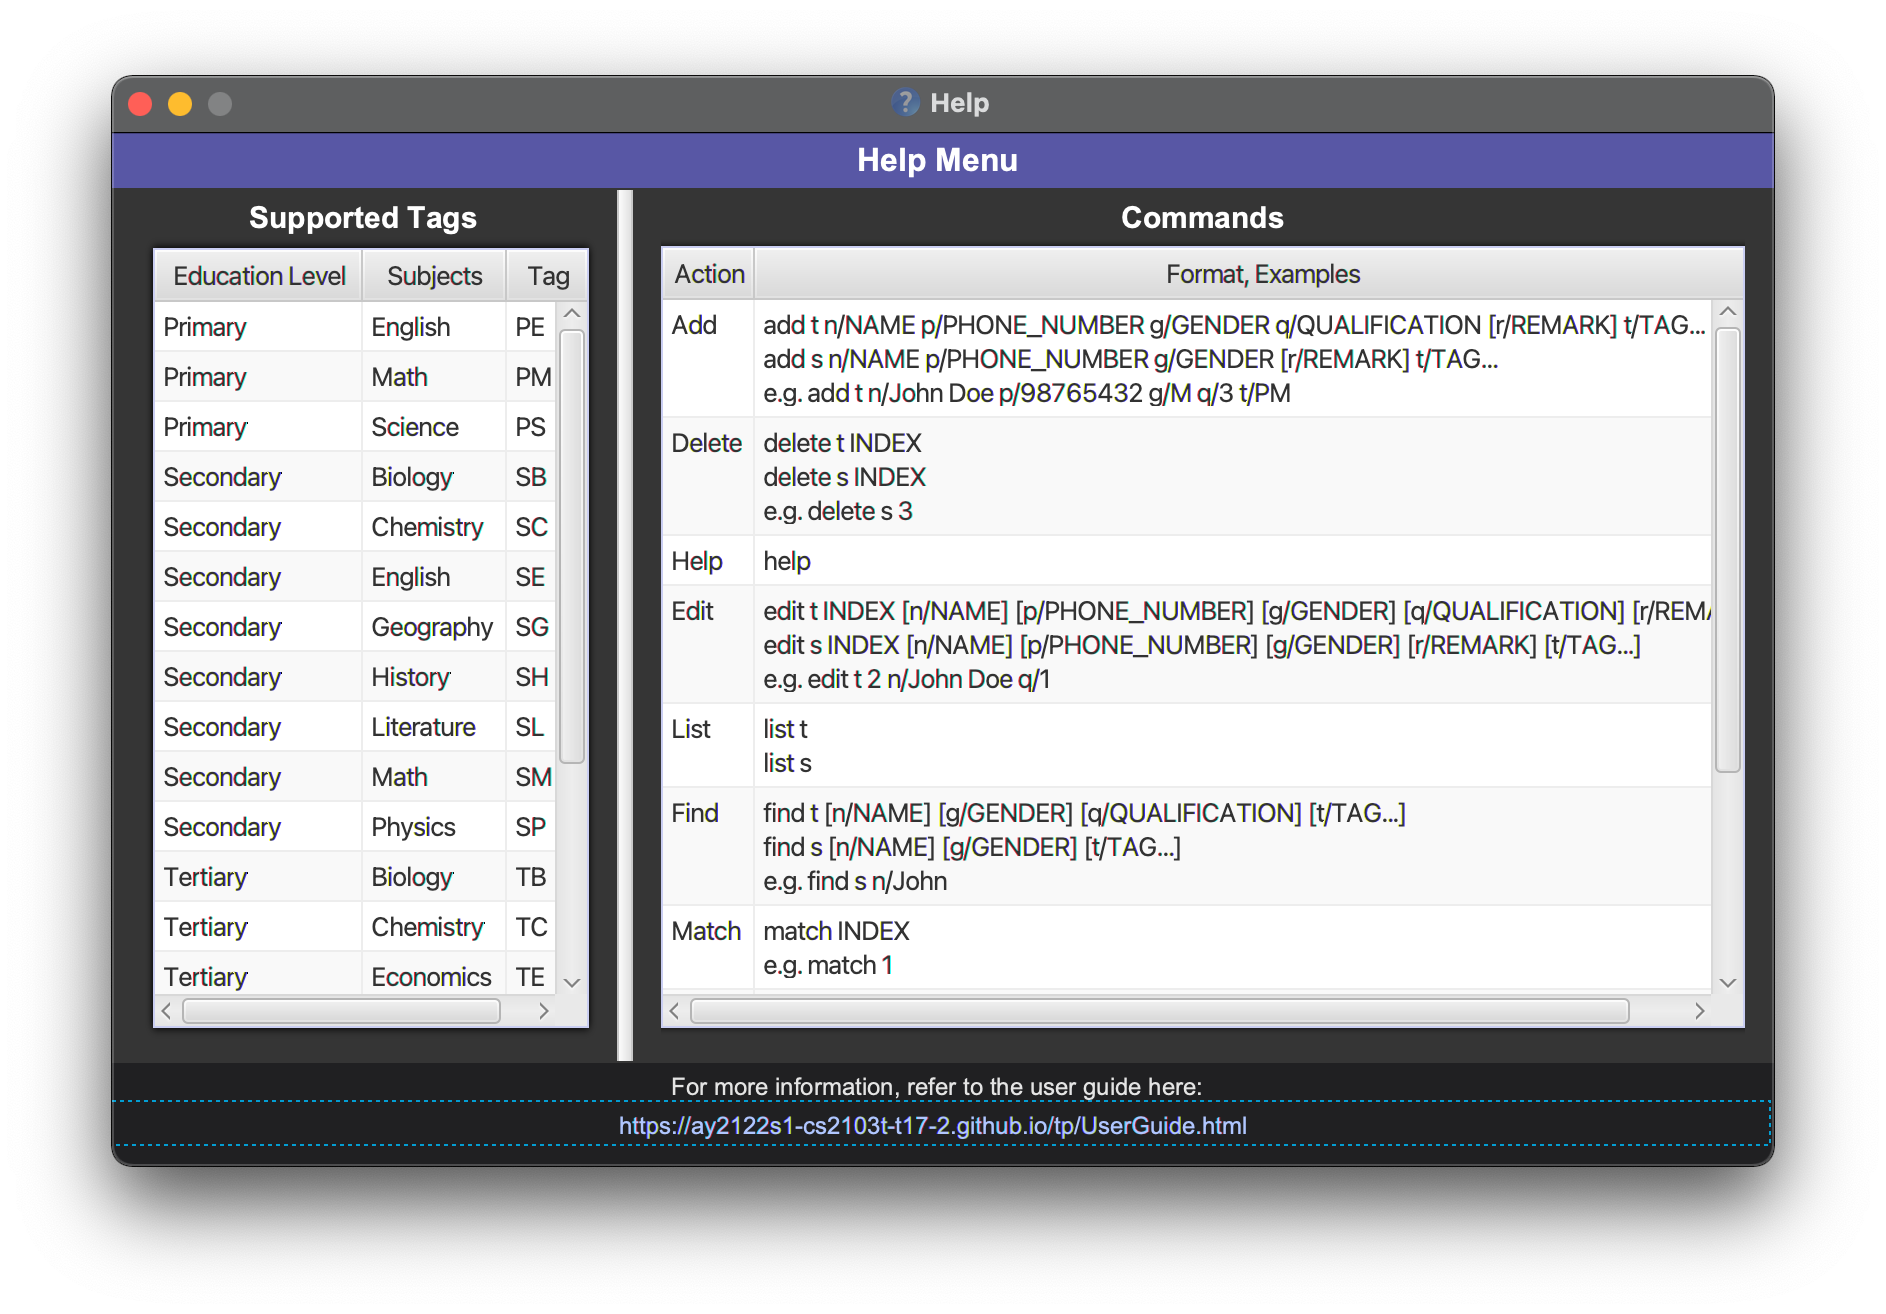 Help
Help Menu
Supported Tags
Education Level Subjects Tag
Primary English PE
Primary Math PM
Primary Science PS
Secondary Biology SB
Secondary Chemistry SC
Secondary English SE
Secondary Geography SG
Secondary History SH
Secondary Literature SL
Secondary Math SM
Secondary Physics SP
Tertiary Biology TB
Tertiary Chemistry TC
Tertiary Economics TE
Commands
Action Format, Examples
Add add t n/NAME p/PHONE_NUMBER g/GENDER q/QUALIFICATION [r/REMARK] t/TAG...
add s n/NAME p/PHONE_NUMBER g/GENDER [r/REMARK] t/TAG...
e.g. add t n/John Doe p/98765432 g/M q/3 t/PM
Delete delete t INDEX
delete s INDEX
e.g. delete s 3
Help help
Edit edit t INDEX [n/NAME] [p/PHONE_NUMBER] [g/GENDER] [q/QUALIFICATION] [r/REMA
edit s INDEX [n/NAME] [p/PHONE_NUMBER] [g/GENDER] [r/REMARK] [t/TAG...]
e.g. edit t 2 n/John Doe q/1
List list t
list s
Find find t [n/NAME] [g/GENDER] [q/QUALIFICATION] [t/TAG...]
find s [n/NAME] [g/GENDER] [t/TAG...]
e.g. find s n/John
Match match INDEX
e.g. match 1
For more information, refer to the user guide here:
https://ay2122s1-cs2103t-t17-2.github.io/tp/UserGuide.html